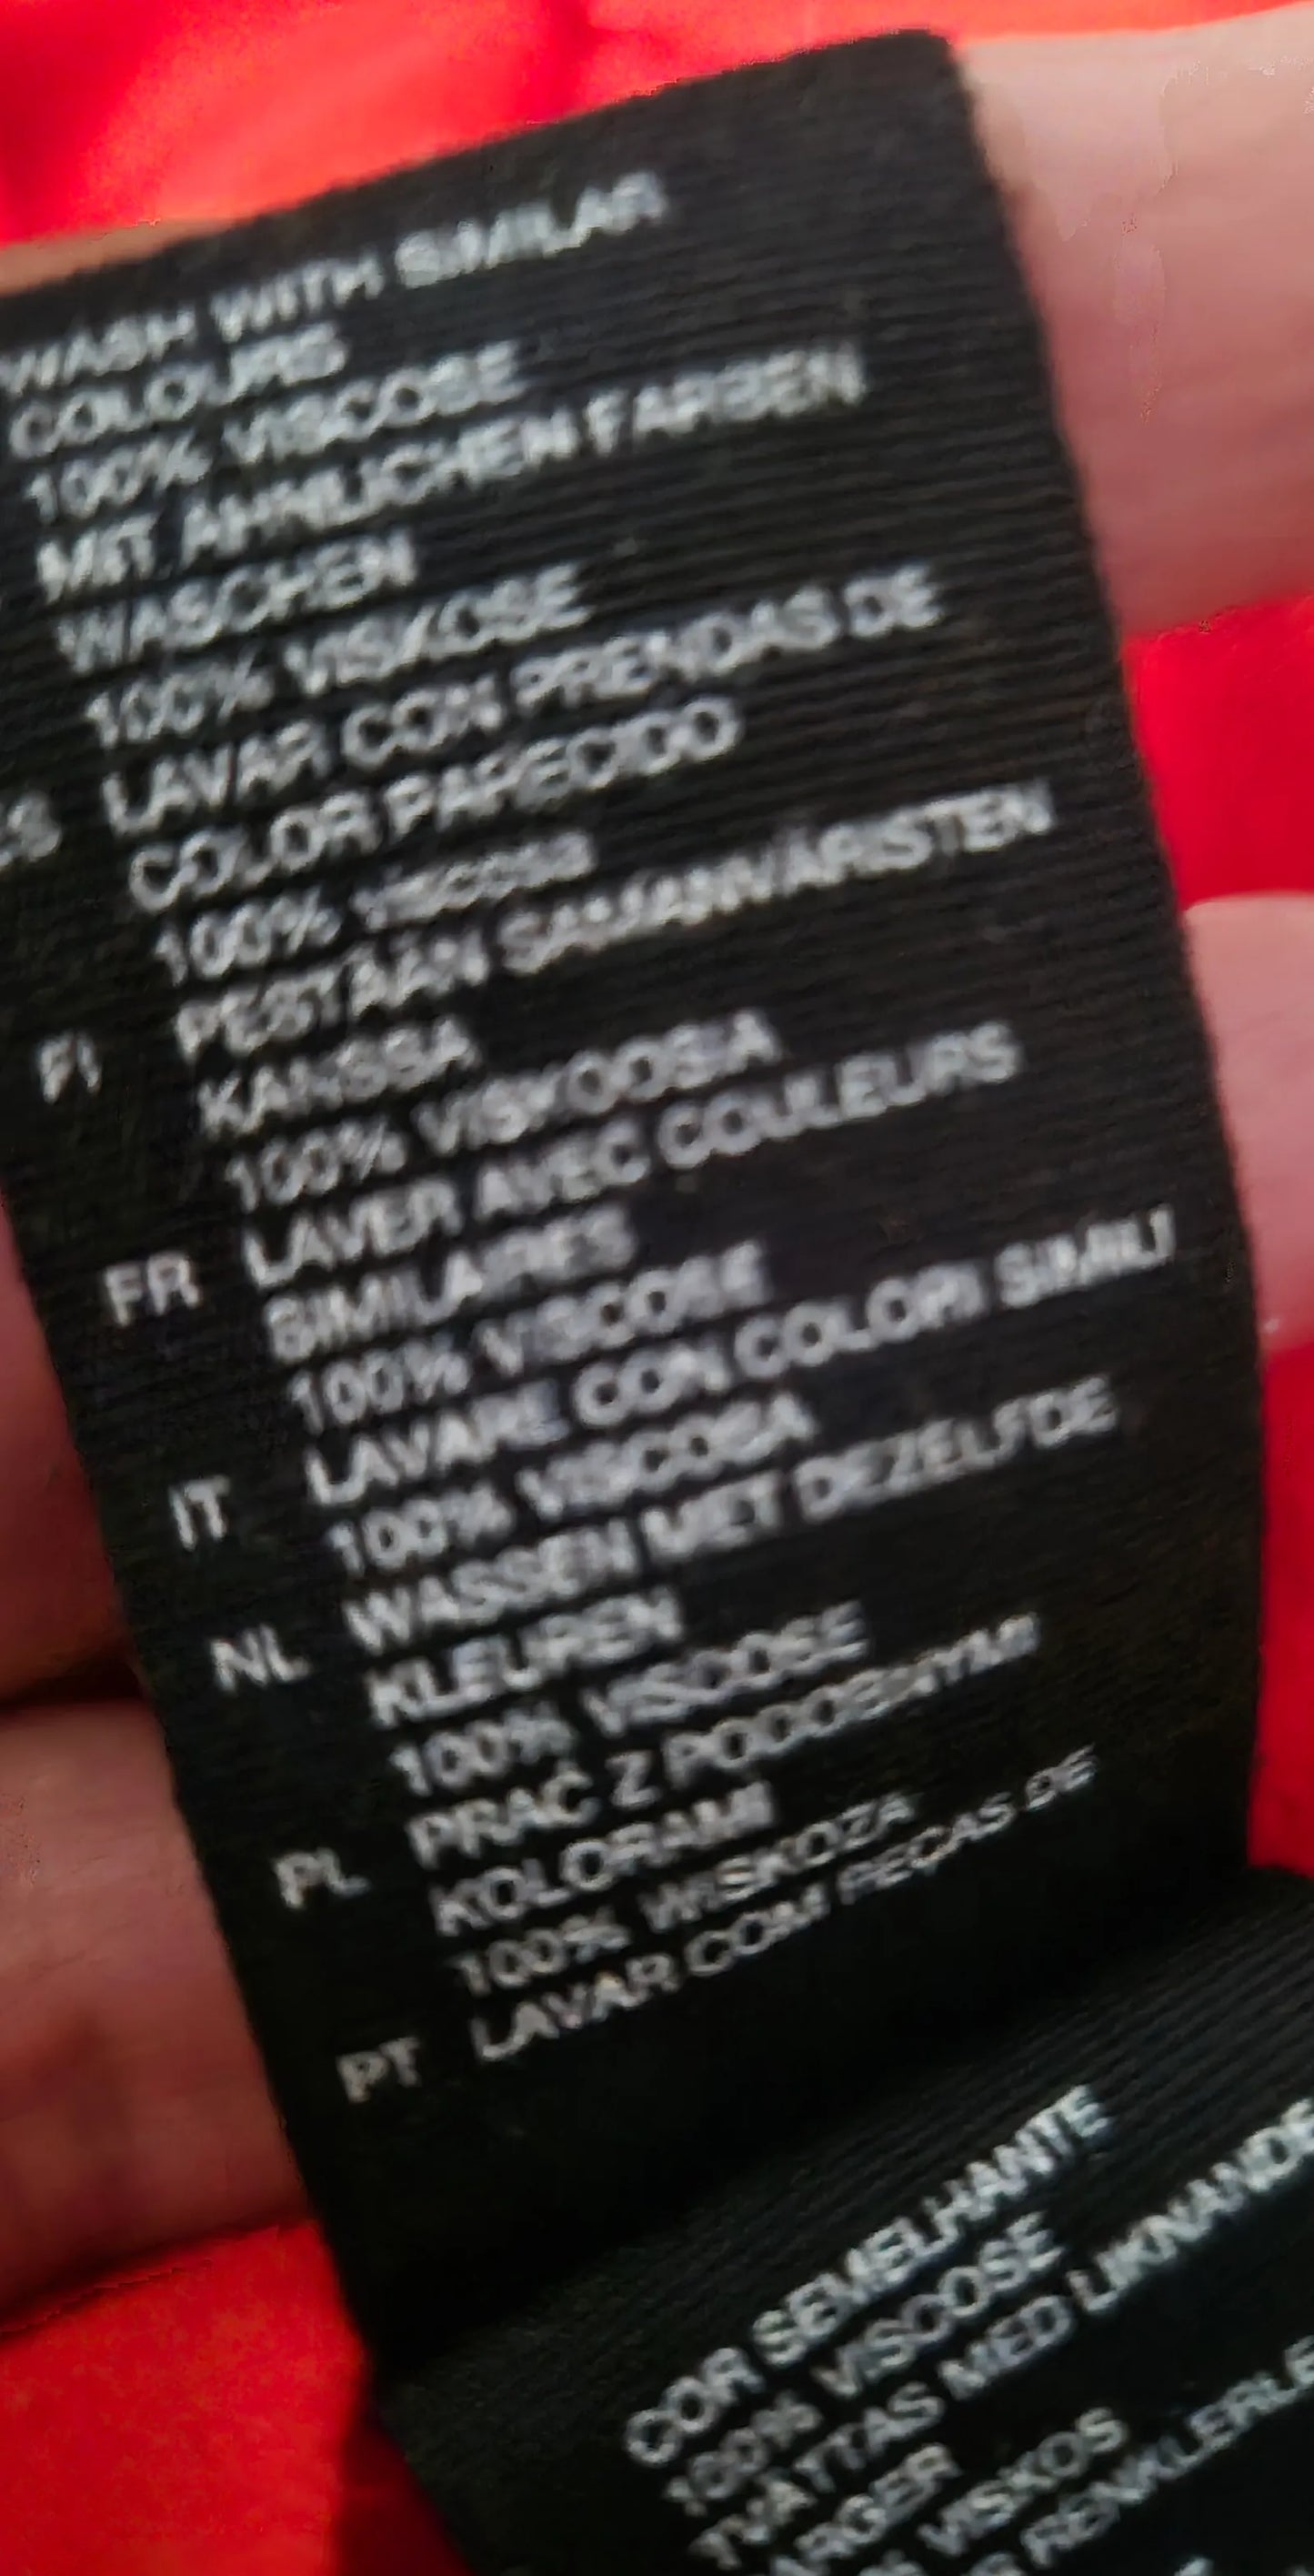 WASH WITH SIMILAR
COLOURS
100% VISCOSE
MIT ÄHNLICHEN FARBEN
WASCHEN
100% VISKOSE
ES LAVAR CON PRENDAS DE
COLOR PARECIDO
100% viscosa
FI PESTÄÄN SAMANVÄRISTEN
KANSSA
100% VISKOOSIA
FR LAVER AVEC COULEURS
SIMILAIRES
100% VISCOSE
IT LAVARE CON COLORI SIMILI
100% VISCOSA
NL WASSEN MET DEZELFDE
KLEUREN
100% VISCOSE
PL PRAĆ Z PODOBNYMI
KOLORAMI
100% WISKOZA
PT LAVAR COM PEÇAS DE
COR SEMELHANTE
100% VISCOSE
TVÄTTAS MED LIKNANDE
ÄRGER
% VISKOS
RENKLERLE